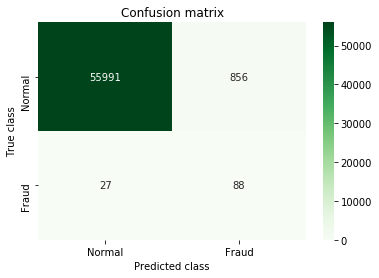 Confusion matrix
Normal
55991
856
Fraud
27
88
True class
Normal
Fraud
Predicted class
50000
40000
30000
20000
10000
0